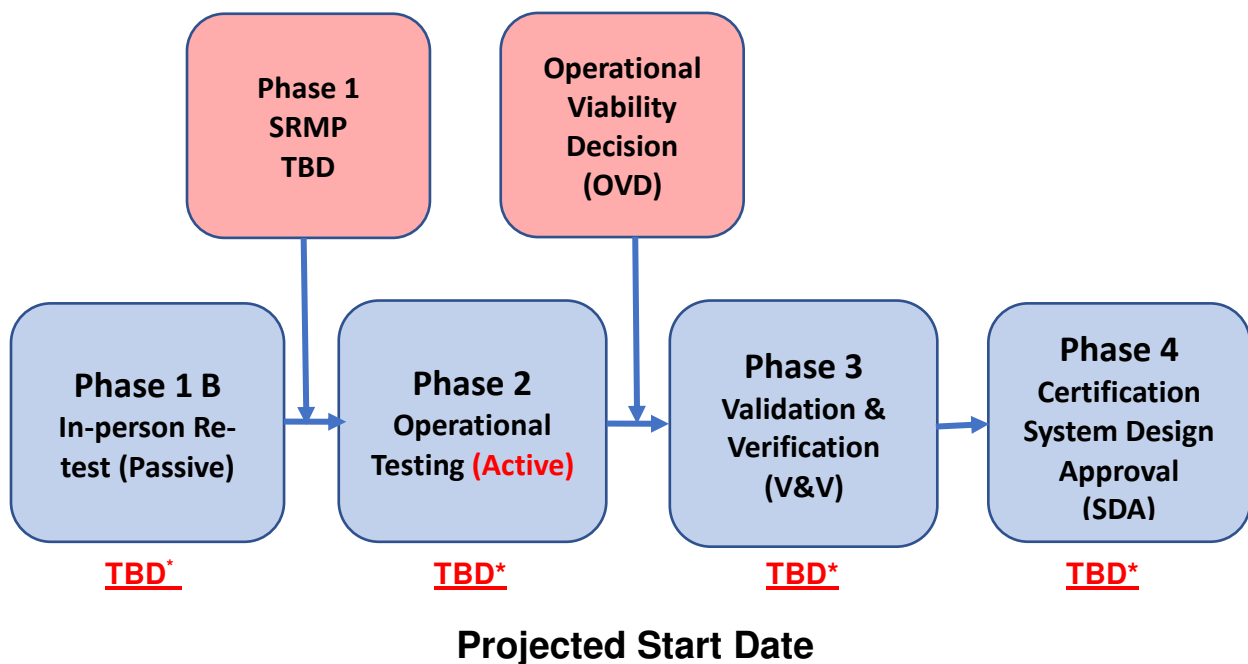 Phase 1
SRMP
TBD
Operational
Viability
Decision
(OVD)
Phase 1 B
In-person Re-
test (Passive)
Phase 2
Operational
Testing (Active)
Phase 3
Validation &
Verification
(V&V)
Phase 4
Certification
System Design
Approval
(SDA)
TBD*
TBD*
TBD*
TBD*
Projected Start Date